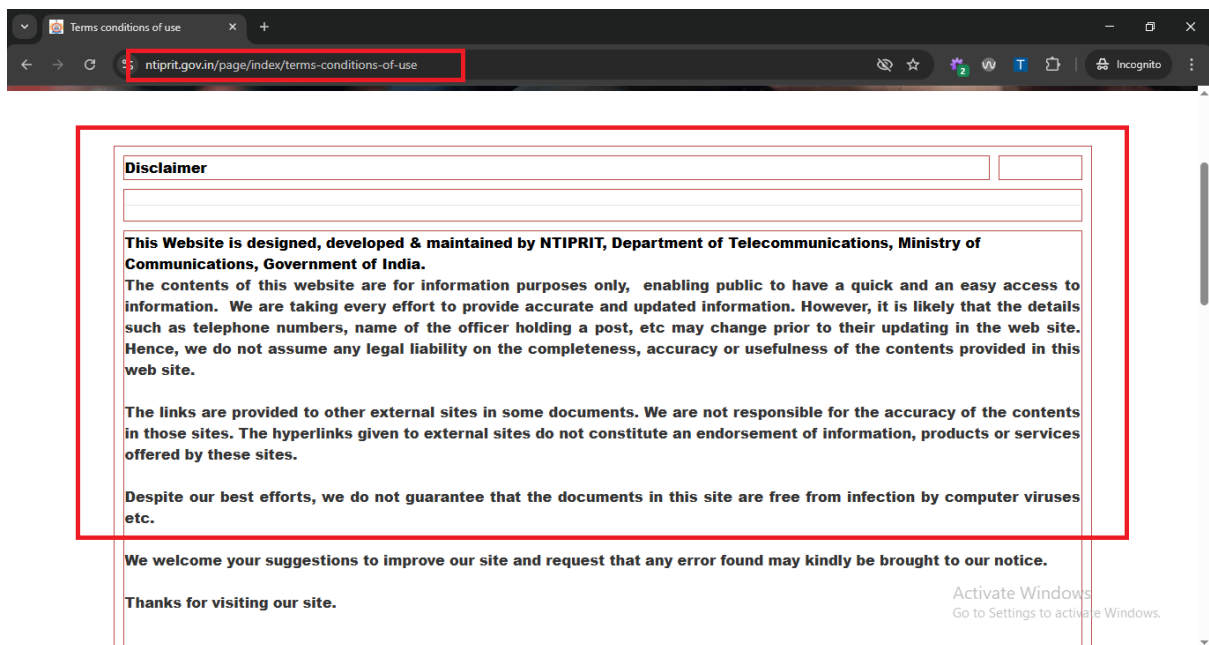 Terms conditions of use
ntiprit.gov.in/page/index/terms-conditions-of-use
2
T
Incognito
Disclaimer
This Website is designed, developed & maintained by NTIPRIT, Department of Telecommunications, Ministry of
Communications, Government of India.
The contents of this website are for information purposes only,  enabling public to have a quick and an easy access to
information.  We are taking every effort to provide accurate and updated information. However, it is likely that the details
such as telephone numbers, name of the officer holding a post, etc may change prior to their updating in the web site.
Hence, we do not assume any legal liability on the completeness, accuracy or usefulness of the contents provided in this
web site.
The links are provided to other external sites in some documents. We are not responsible for the accuracy of the contents
in those sites. The hyperlinks given to external sites do not constitute an endorsement of information, products or services
offered by these sites.
Despite our best efforts, we do not guarantee that the documents in this site are free from infection by computer viruses
etc.
We welcome your suggestions to improve our site and request that any error found may kindly be brought to our notice.
Thanks for visiting our site.
Activate Windows
Go to Settings to activate Windows.